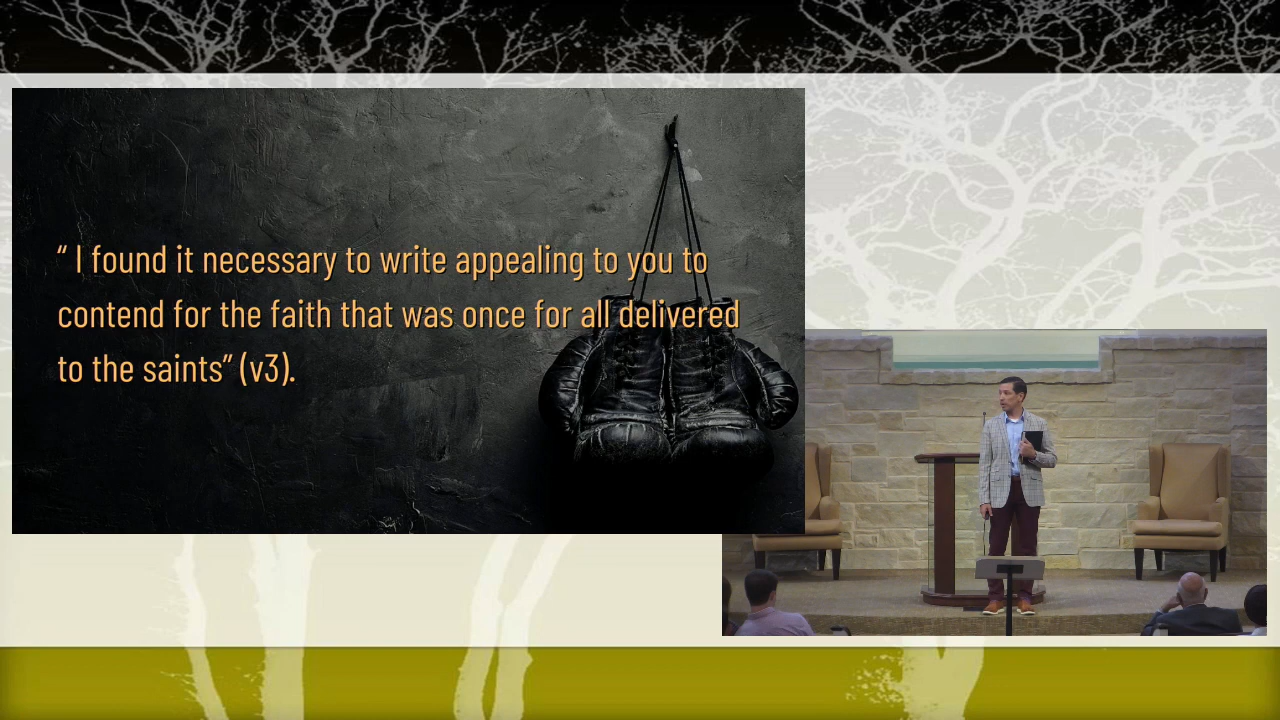 “ I found it necessary to write appealing to you to
contend for the faith that was once for all delivered
to the saints” (v3).